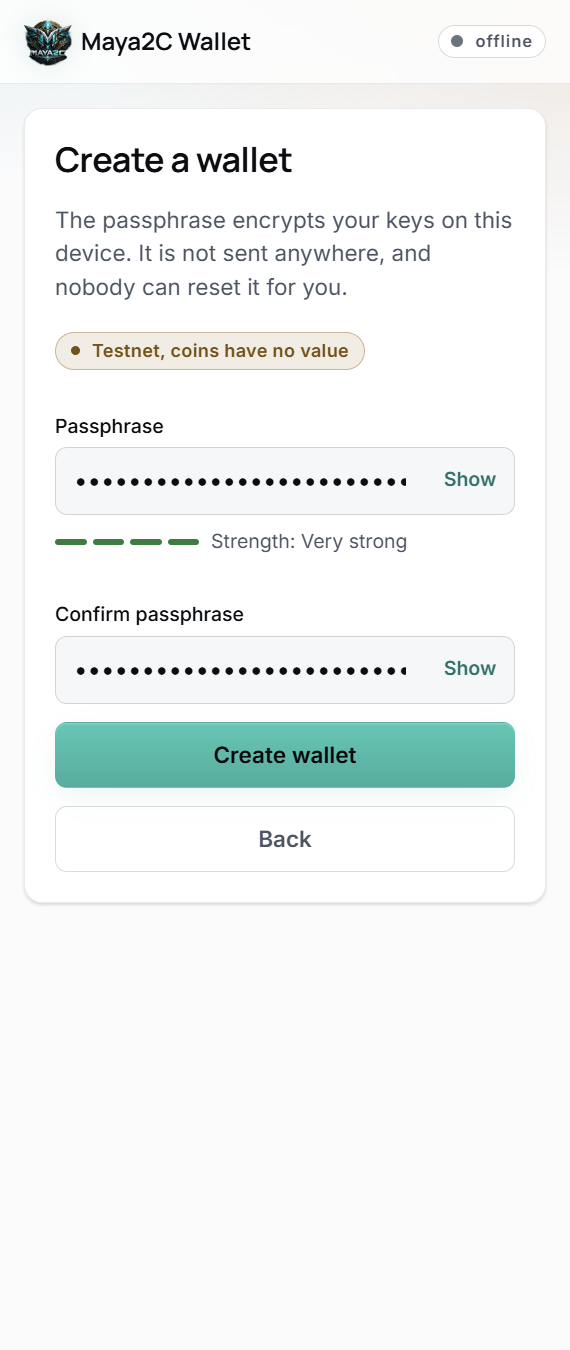 MAYA2C
Maya2C Wallet
offline
Create a wallet
The passphrase encrypts your keys on this
device. It is not sent anywhere, and
nobody can reset it for you.
Testnet, coins have no value
Passphrase
Show
Strength: Very strong
Confirm passphrase
Show
Create wallet
Back